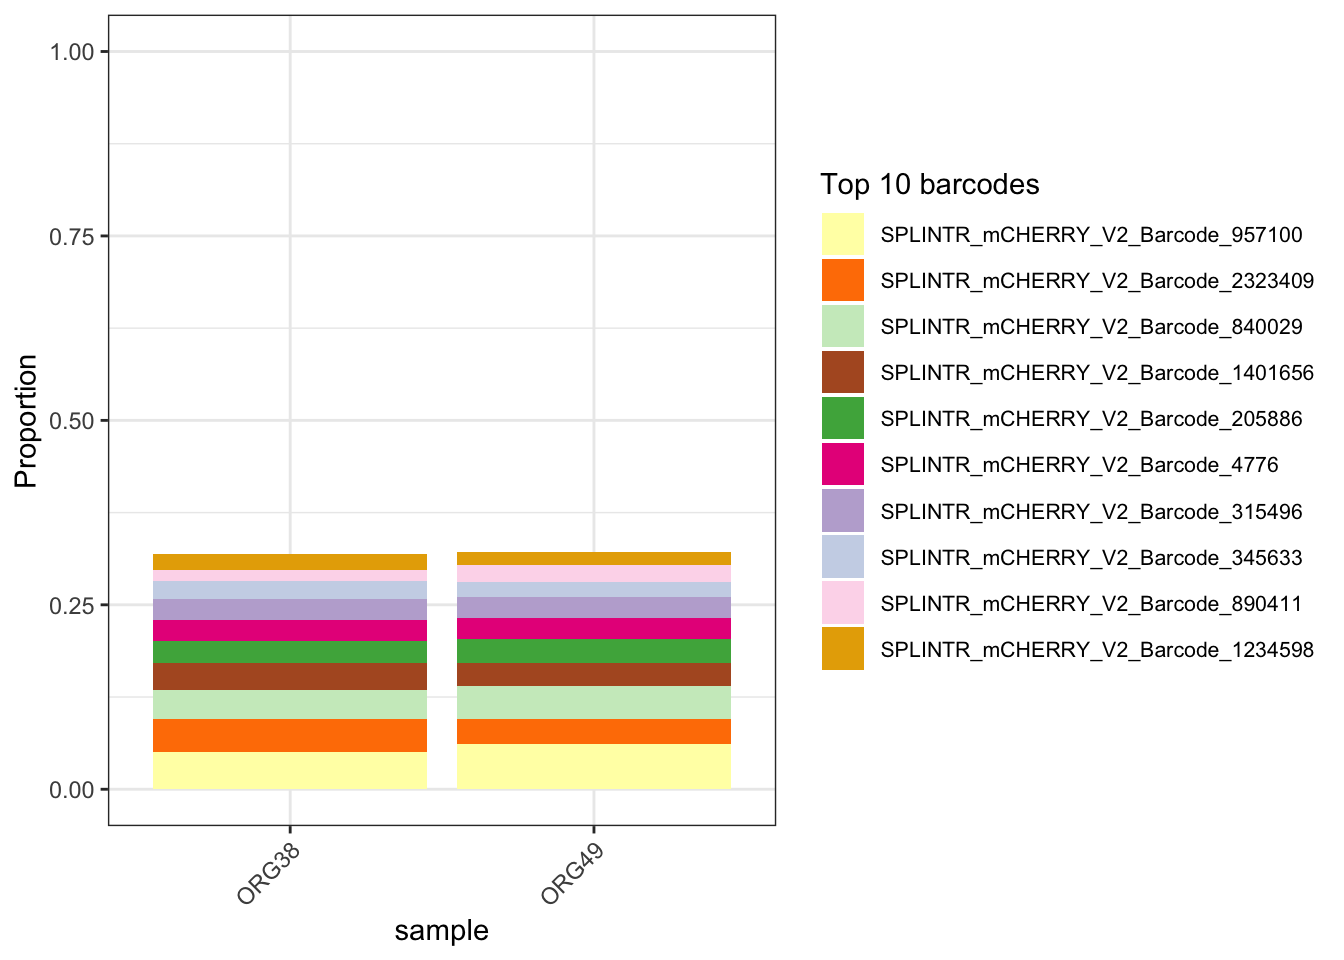 1.00
0.75
0.50
0.25
0.00
Proportion
ORG38
ORG49
sample
Top 10 barcodes
SPLINTR_mCHERRY_V2_Barcode_957100
SPLINTR_mCHERRY_V2_Barcode_2323409
SPLINTR_mCHERRY_V2_Barcode_840029
SPLINTR_mCHERRY_V2_Barcode_1401656
SPLINTR_mCHERRY_V2_Barcode_205886
SPLINTR_mCHERRY_V2_Barcode_4776
SPLINTR_mCHERRY_V2_Barcode_315496
SPLINTR_mCHERRY_V2_Barcode_345633
SPLINTR_mCHERRY_V2_Barcode_890411
SPLINTR_mCHERRY_V2_Barcode_1234598